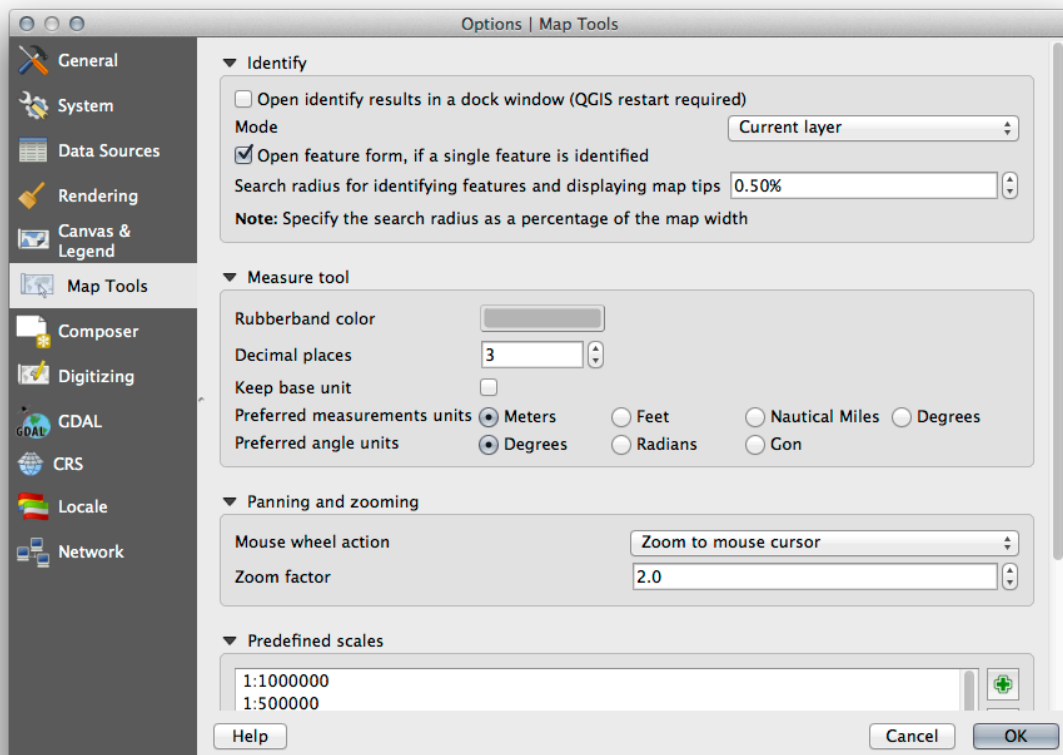 Options | Map Tools
General
System
Data Sources
Rendering
Canvas &
Legend
Map Tools
Composer
Digitizing
GDAL
GDAL
CRS
Locale
Network
Identify
Open identify results in a dock window (QGIS restart required)
Mode Current layer
Open feature form, if a single feature is identified
Search radius for identifying features and displaying map tips 0.50%
Note: Specify the search radius as a percentage of the map width
Measure tool
Rubberband color
Decimal places 3
Keep base unit
Preferred measurements units Meters Feet Nautical Miles Degrees
Preferred angle units Degrees Radians Gon
Panning and zooming
Mouse wheel action Zoom to mouse cursor
Zoom factor 2.0
Predefined scales
1:1000000
1:500000
Help Cancel OK